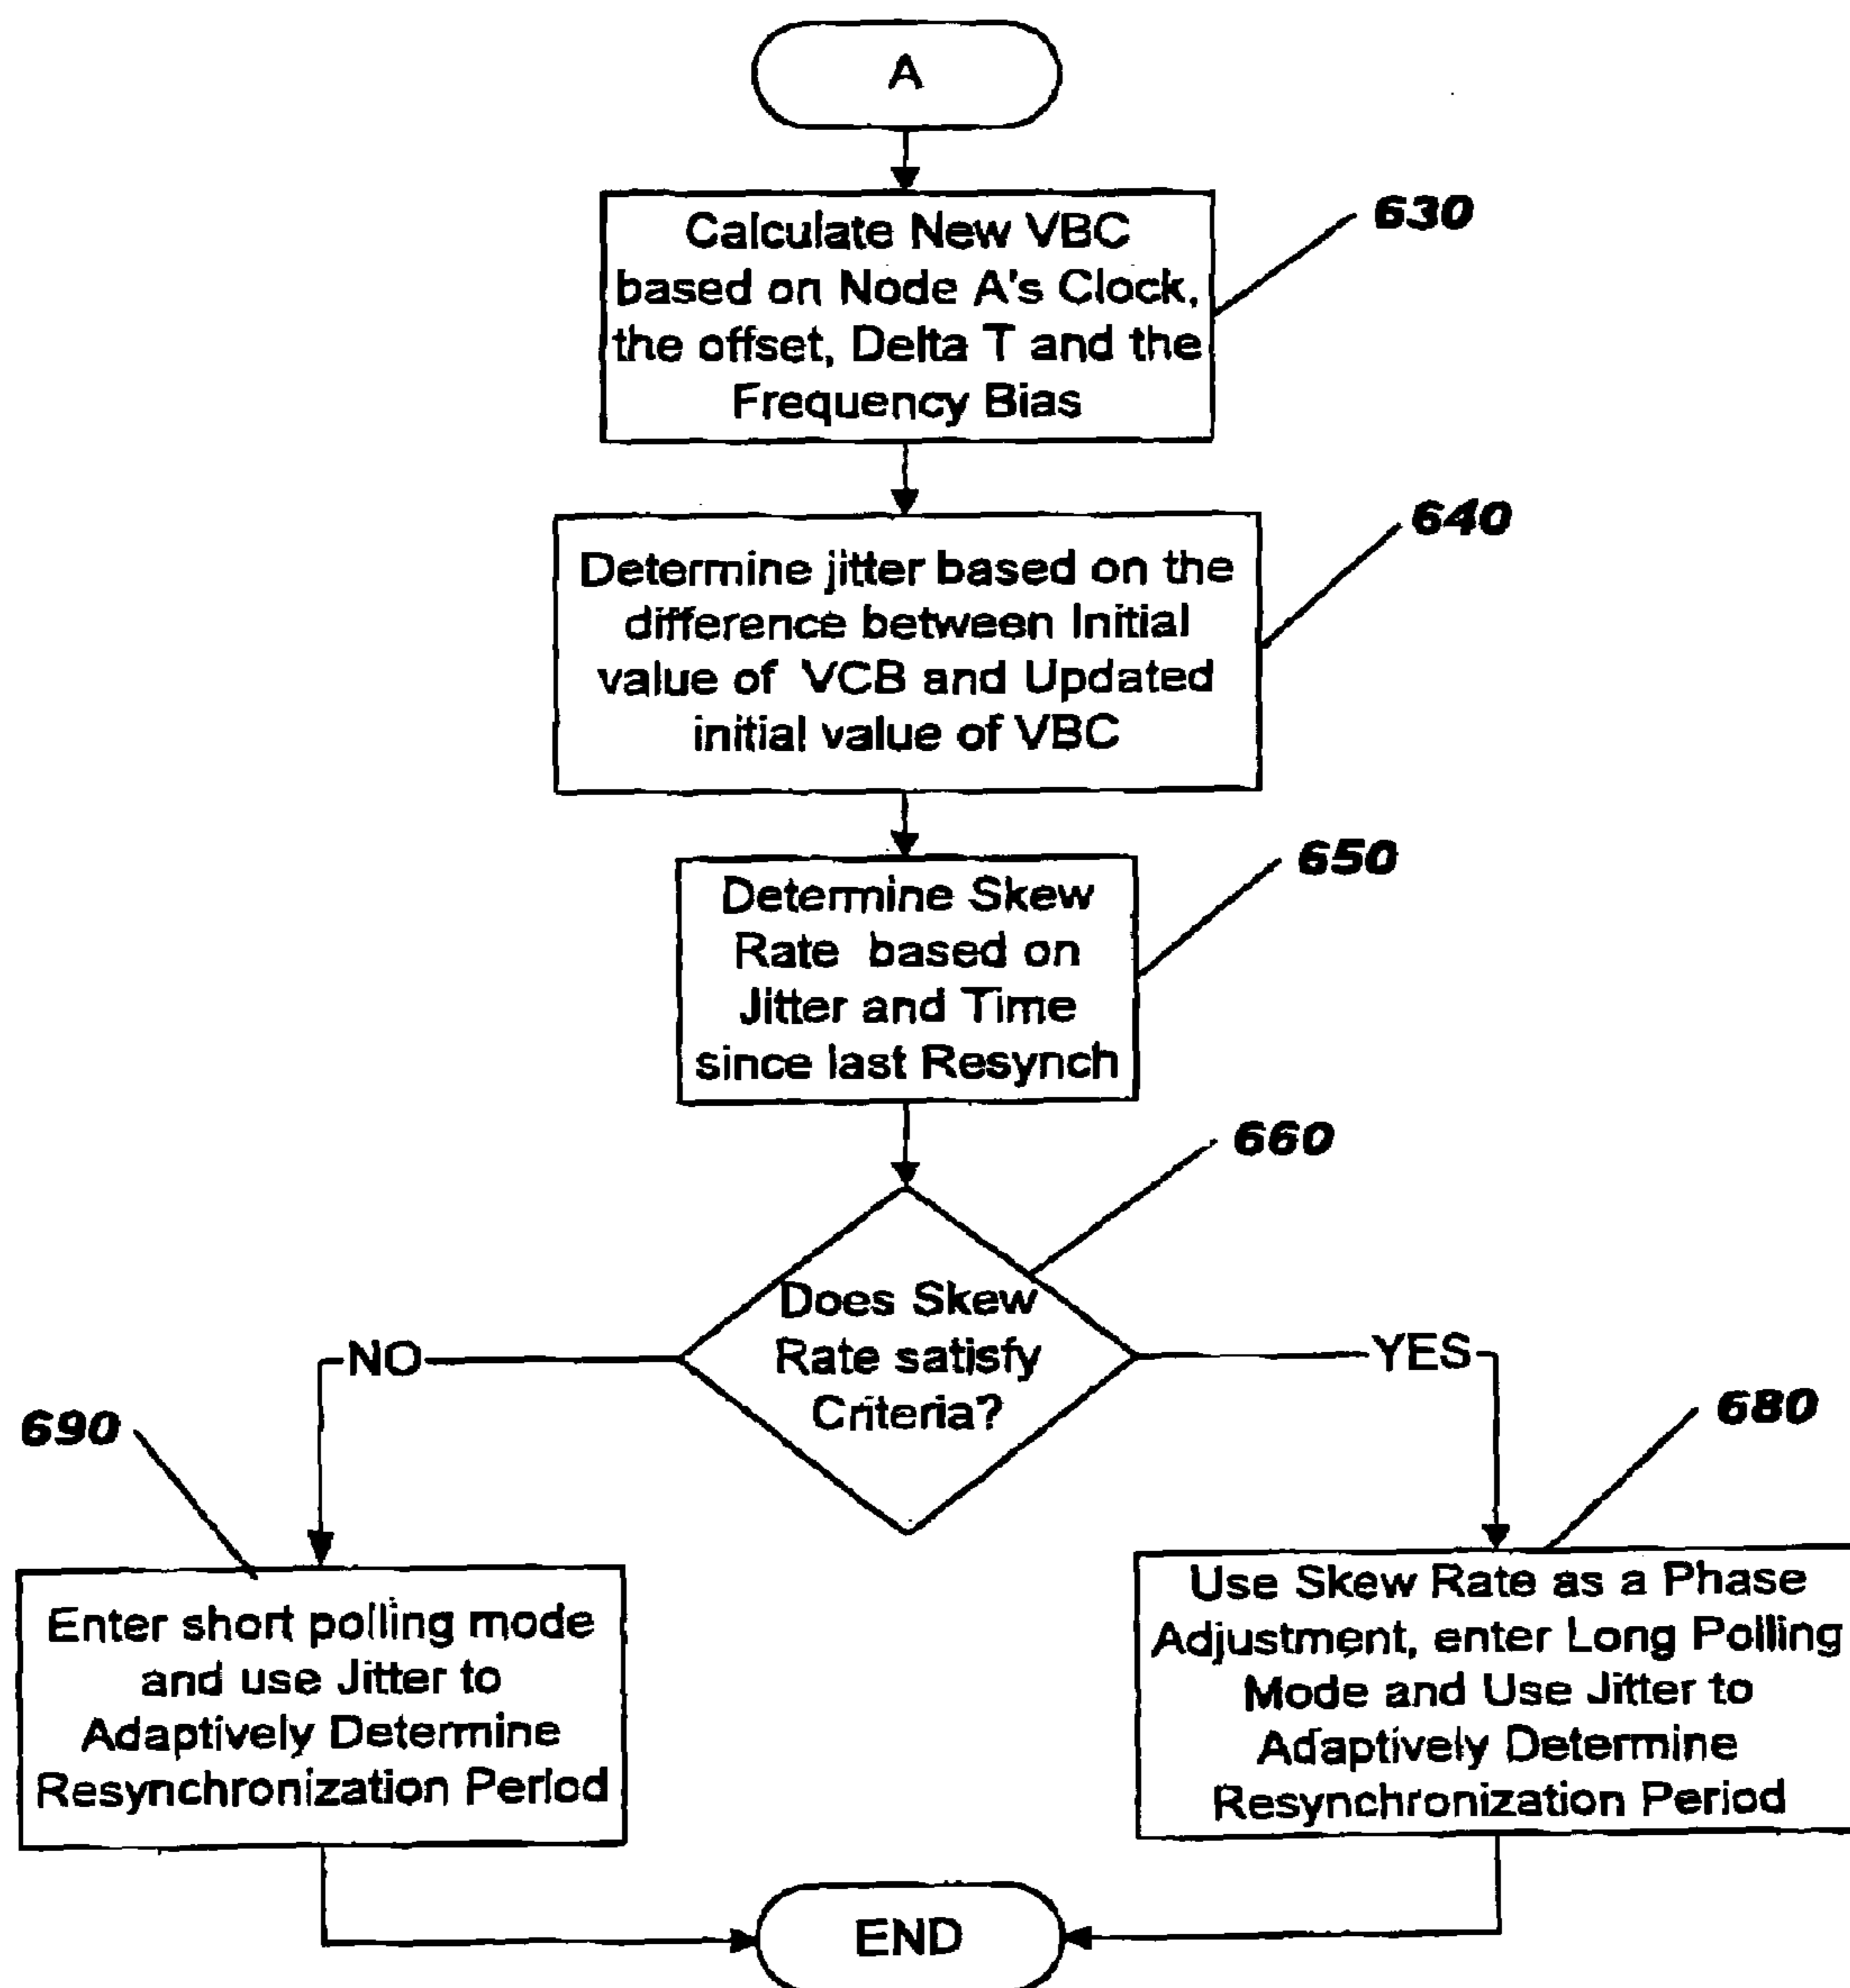 A
Calculate New VBC
based on Node A's Clock,
the offset, Delta T and the
Frequency Bias
630
Determine jitter based on the
difference between Initial
value of VCB and Updated
initial value of VBC
640
Determine Skew
Rate based on
Jitter and Time
since last Resynch
650
Does Skew
Rate satisfy
Criteria?
660
NO
YES
690
Enter short polling mode
and use Jitter to
Adaptively Determine
Resynchronization Period
680
Use Skew Rate as a Phase
Adjustment, enter Long Polling
Mode and Use Jitter to
Adaptively Determine
Resynchronization Period
END